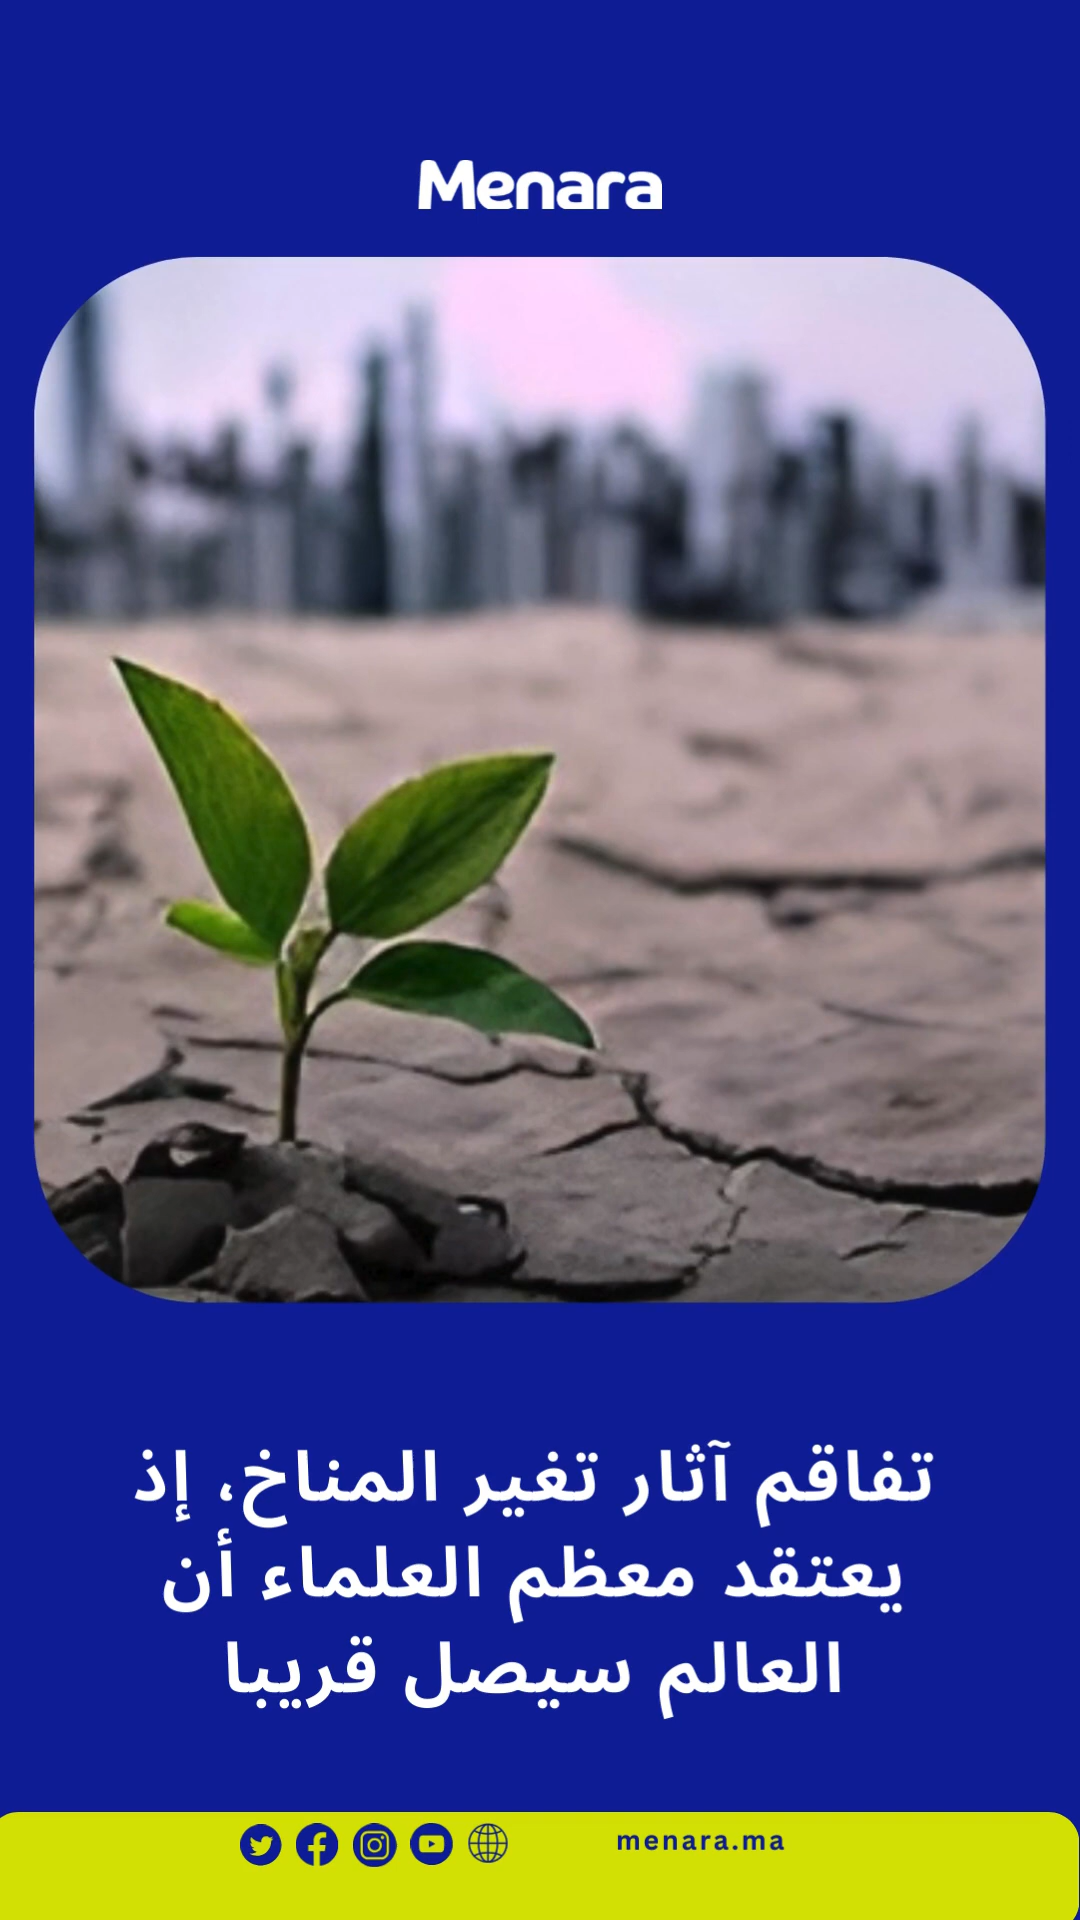 Menara
تفاقم آثار تغير المناخ، إذ
يعتقد معظم العلماء أن
العالم سيصل قريبا
menara.ma